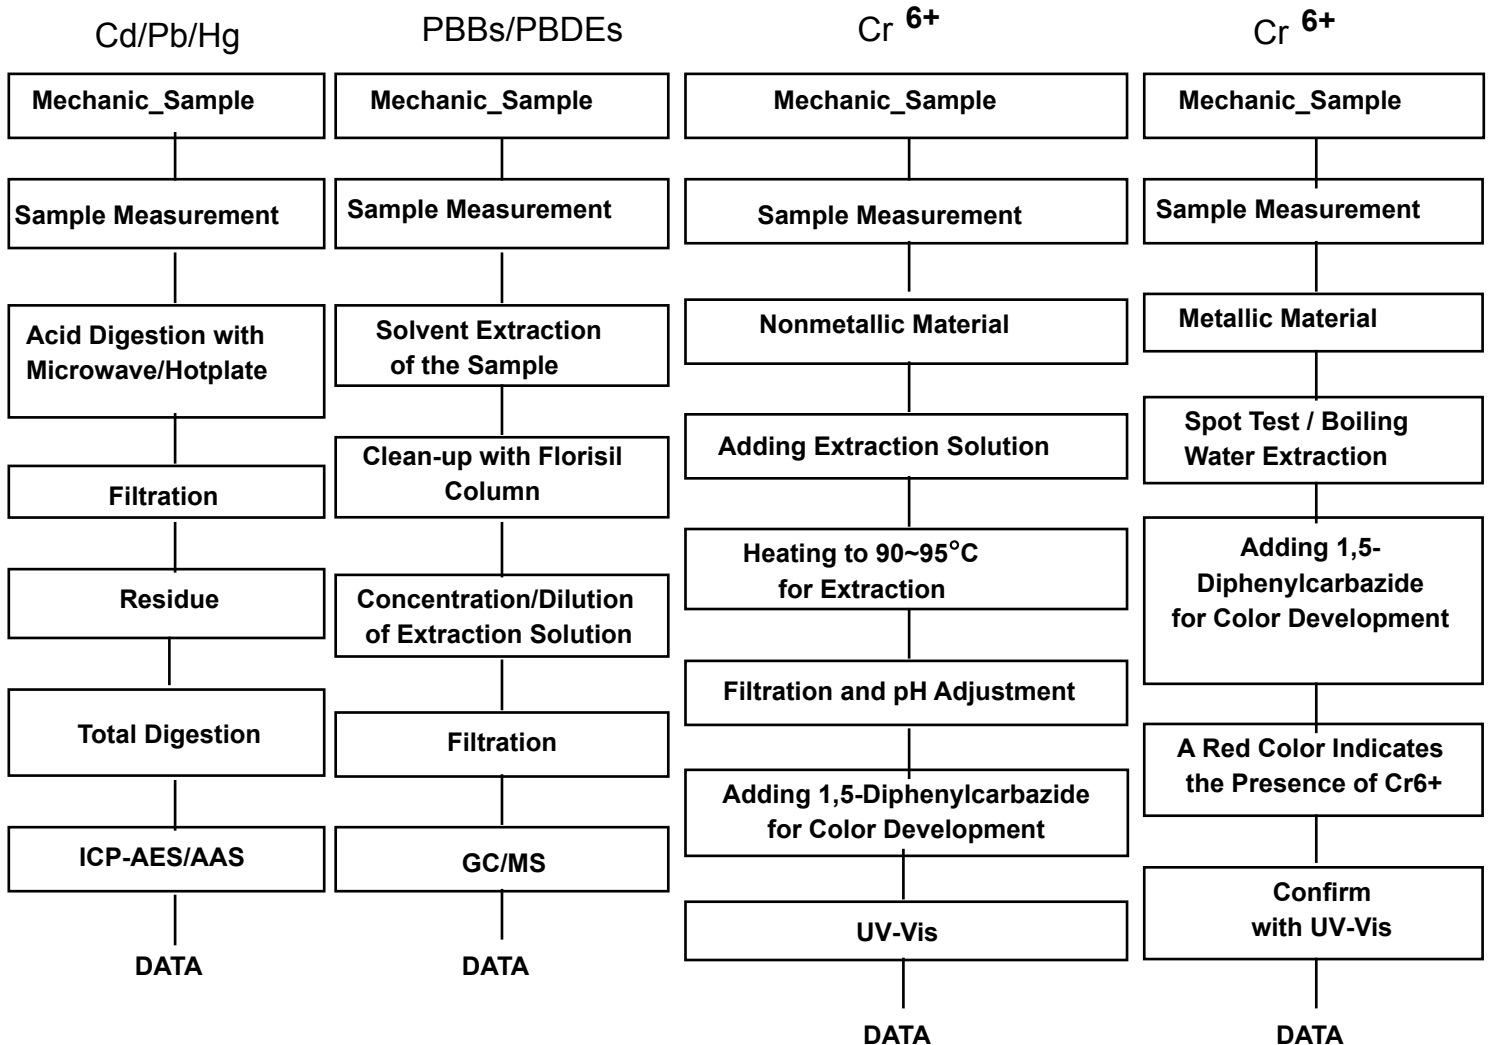 Cd/Pb/Hg
Mechanic_Sample
Sample Measurement
Acid Digestion with
Microwave/Hotplate
Filtration
Residue
Total Digestion
ICP-AES/AAS
DATA
PBBs/PBDEs
Mechanic_Sample
Sample Measurement
Solvent Extraction
of the Sample
Clean-up with Florisil
Column
Concentration/Dilution
of Extraction Solution
Filtration
GC/MS
DATA
Cr 6+
Mechanic_Sample
Sample Measurement
Nonmetallic Material
Adding Extraction Solution
Heating to 90~95°C
for Extraction
Filtration and pH Adjustment
Adding 1,5-Diphenylcarbazide
for Color Development
UV-Vis
DATA
Cr 6+
Mechanic_Sample
Sample Measurement
Metallic Material
Spot Test / Boiling
Water Extraction
Adding 1,5-
Diphenylcarbazide
for Color Development
A Red Color Indicates
the Presence of Cr6+
Confirm
with UV-Vis
DATA